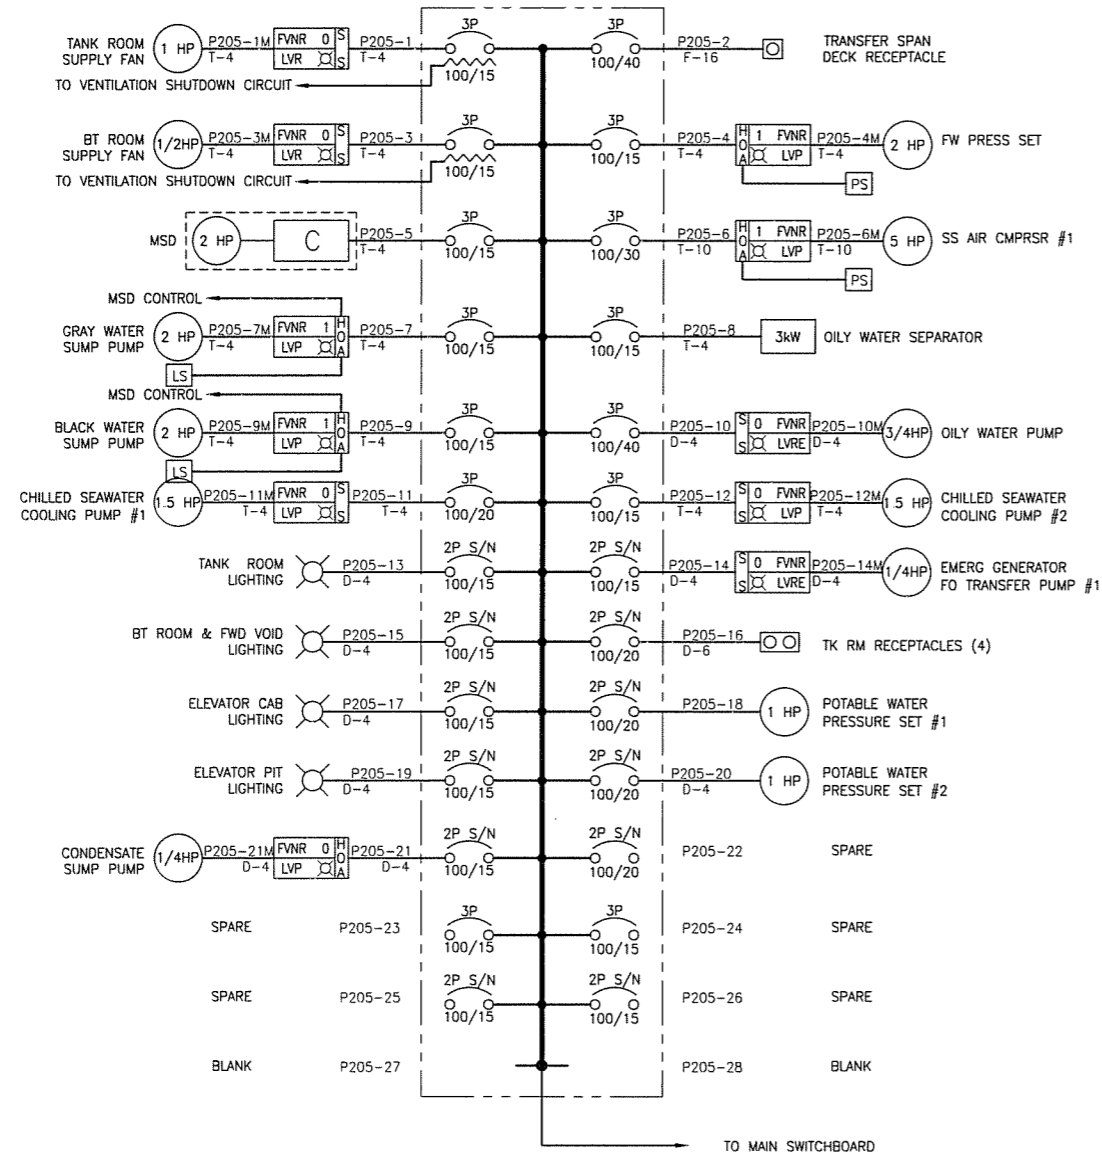 3P 3P
TANK ROOM SUPPLY FAN 1 HP P205-1M T-4 FVNR 0 LVR S S P205-1 T-4 100/15 100/40 P205-2 F-16 TRANSFER SPAN DECK RECEPTACLE
TO VENTILATION SHUTDOWN CIRCUIT
3P 3P
BT ROOM SUPPLY FAN 1/2HP P205-3M T-4 FVNR 0 LVR S S P205-3 T-4 100/15 100/15 P205-4 T-4 H O A 1 FVNR LVP P205-4M T-4 2 HP FW PRESS SET
TO VENTILATION SHUTDOWN CIRCUIT
PS
3P 3P
MSD 2 HP C P205-5 T-4 100/15 100/30 P205-6 T-10 H O A 1 FVNR LVP P205-6M T-10 5 HP SS AIR CMPRSR #1
PS
MSD CONTROL
3P 3P
GRAY WATER SUMP PUMP 2 HP P205-7M T-4 FVNR 1 LVP H O A P205-7 T-4 100/15 100/15 P205-8 T-4 3kW OILY WATER SEPARATOR
LS
MSD CONTROL
3P 3P
BLACK WATER SUMP PUMP 2 HP P205-9M T-4 FVNR 1 LVP H O A P205-9 T-4 100/15 100/40 P205-10 D-4 S S 0 FVNR LVRE P205-10M D-4 3/4HP OILY WATER PUMP
LS
3P 3P
CHILLED SEAWATER COOLING PUMP #1 1.5 HP P205-11M T-4 FVNR 0 LVP S S P205-11 T-4 100/20 100/15 P205-12 T-4 S S 0 FVNR LVP P205-12M T-4 1.5 HP CHILLED SEAWATER COOLING PUMP #2
2P S/N 2P S/N
TANK ROOM LIGHTING P205-13 D-4 100/15 100/15 P205-14 D-4 S S 0 FVNR LVRE P205-14M D-4 1/4HP EMERG GENERATOR FO TRANSFER PUMP #1
2P S/N 2P S/N
BT ROOM & FWD VOID LIGHTING P205-15 D-4 100/15 100/20 P205-16 D-6 TK RM RECEPTACLES (4)
2P S/N 2P S/N
ELEVATOR CAB LIGHTING P205-17 D-4 100/15 100/20 P205-18 1 HP POTABLE WATER PRESSURE SET #1
2P S/N 2P S/N
ELEVATOR PIT LIGHTING P205-19 D-4 100/15 100/20 P205-20 D-4 1 HP POTABLE WATER PRESSURE SET #2
2P S/N 2P S/N
CONDENSATE SUMP PUMP 1/4HP P205-21M D-4 FVNR 0 LVP H O A P205-21 D-4 100/15 100/20 P205-22 SPARE
3P 3P
SPARE P205-23 100/15 100/15 P205-24 SPARE
2P S/N 2P S/N
SPARE P205-25 100/15 100/15 P205-26 SPARE
BLANK P205-27 P205-28 BLANK
TO MAIN SWITCHBOARD